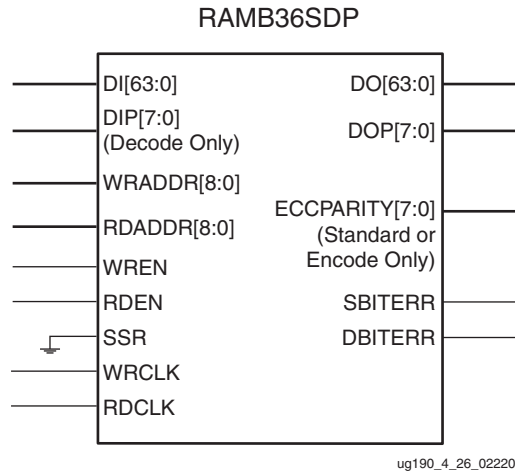 RAMB36SDP
DI[63:0]
DIP[7:0]
(Decode Only)
WRADDR[8:0]
RDADDR[8:0]
WREN
RDEN
SSR
WRCLK
RDCLK
DO[63:0]
DOP[7:0]
ECCPARITY[7:0]
(Standard or
Encode Only)
SBITERR
DBITERR
ug190_4_26_02220